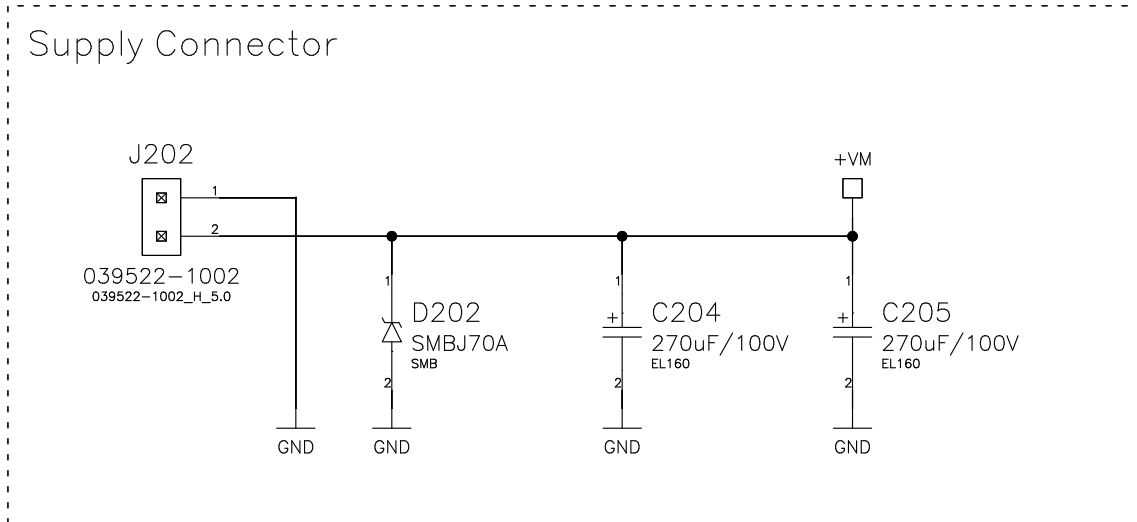 Supply Connector
J202
1
2
039522-1002
039522-1002_H_5.0
+VM
1
D202
SMBJ70A
SMB
2
1
+
C204
270uF/100V
EL160
2
1
+
C205
270uF/100V
EL160
2
GND
GND
GND
GND